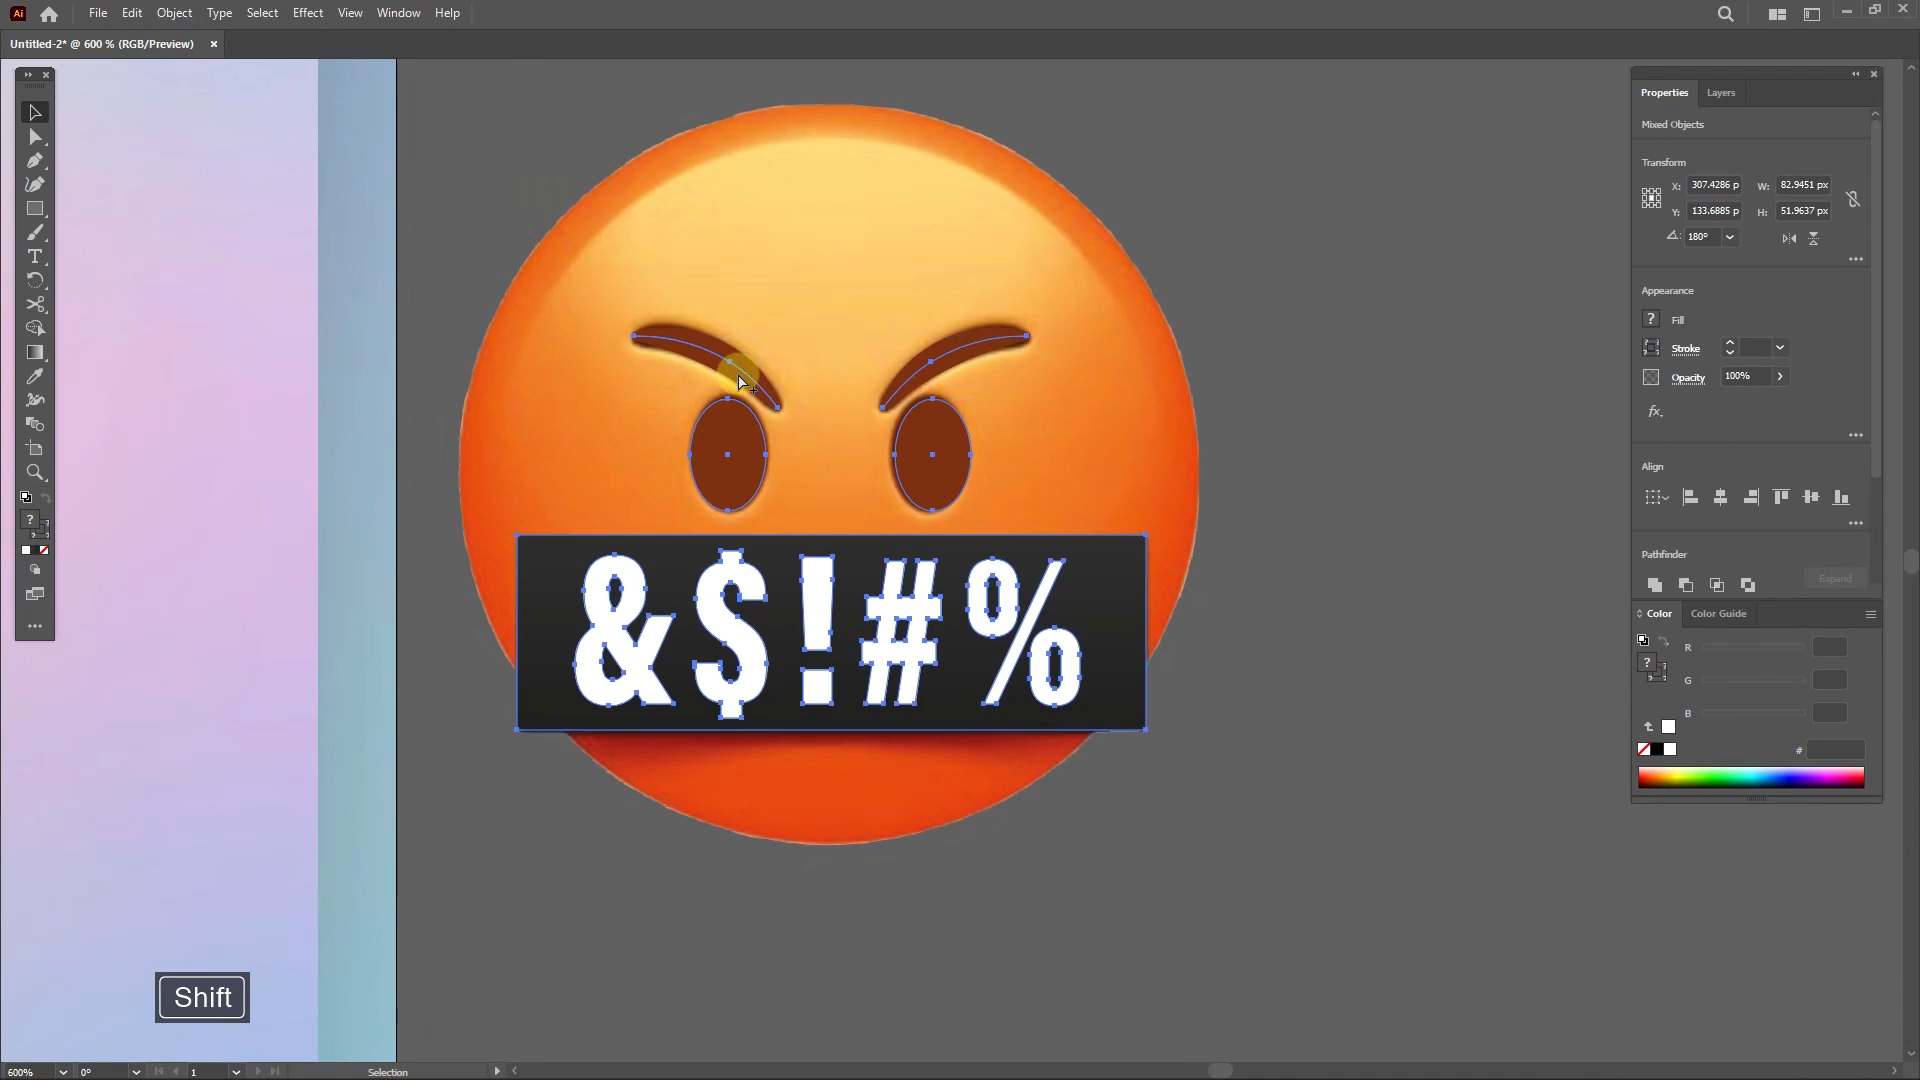 Ai File Edit Object Type Select Effect View Window Help
Untitled-2* @ 600 % (RGB/Preview) ×
Properties Layers
Mixed Objects
Transform
X: 307.4286 p W: 82.9451 px
Y: 133.6885 p H: 51.9637 px
180°
Appearance
? Fill
Stroke
Opacity 100%
fx.
Align
Pathfinder
Expand
Color Color Guide
R
G
B
#
T
?
&$!#%
Shift
600% 0° 1 Selection